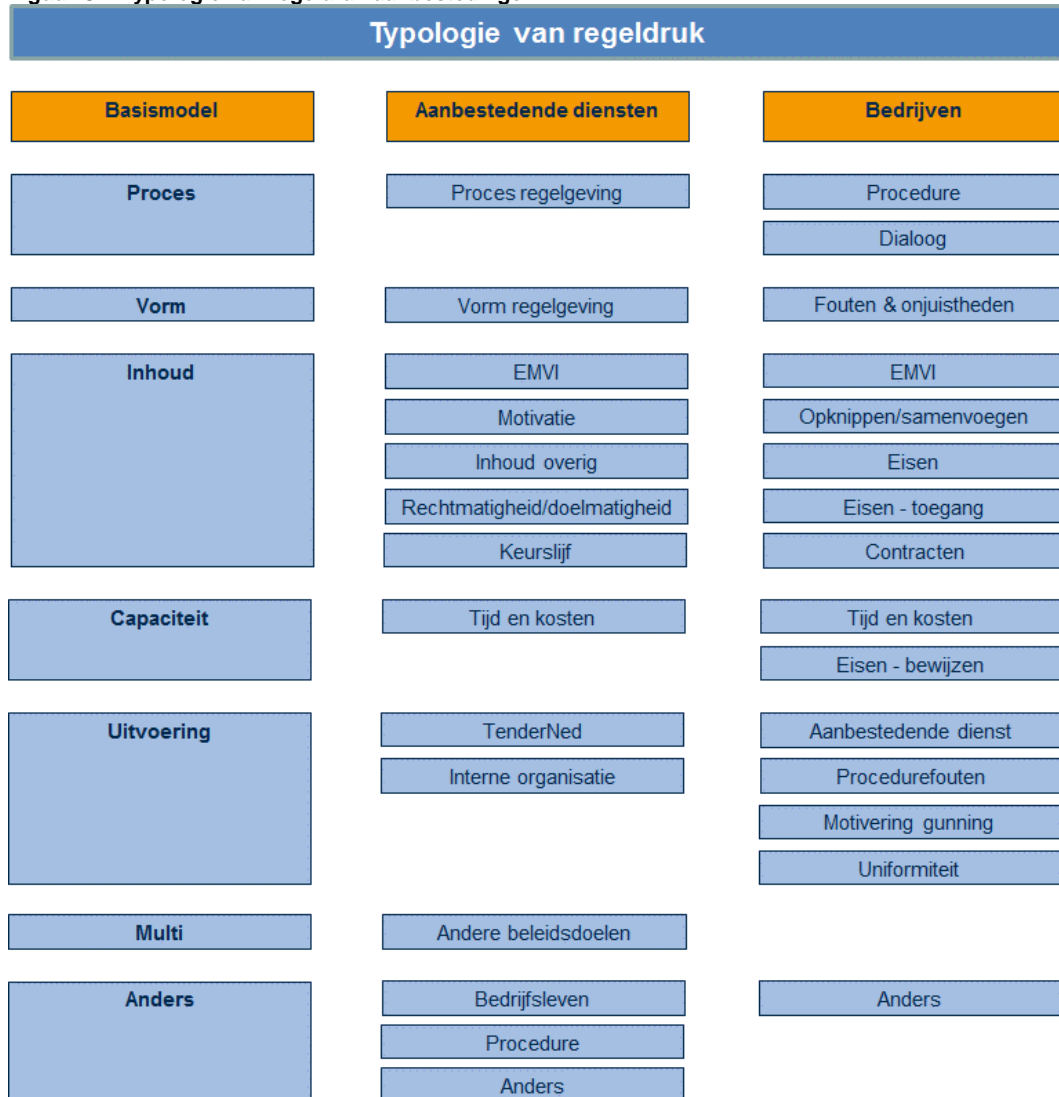 Typologie van regeldruk
Basismodel Aanbestedende diensten Bedrijven
Proces Proces regelgeving Procedure
Dialoog
Vorm Vorm regelgeving Fouten & onjuistheden
Inhoud EMVI EMVI
Motivatie Opknippen/samenvoegen
Inhoud overig Eisen
Rechtmatigheid/doelmatigheid Eisen - toegang
Keurslijf Contracten
Capaciteit Tijd en kosten Tijd en kosten
Eisen - bewijzen
Uitvoering TenderNed Aanbestedende dienst
Interne organisatie Procedurefouten
Motivering gunning
Uniformiteit
Multi Andere beleidsdoelen
Anders Bedrijfsleven Anders
Procedure
Anders